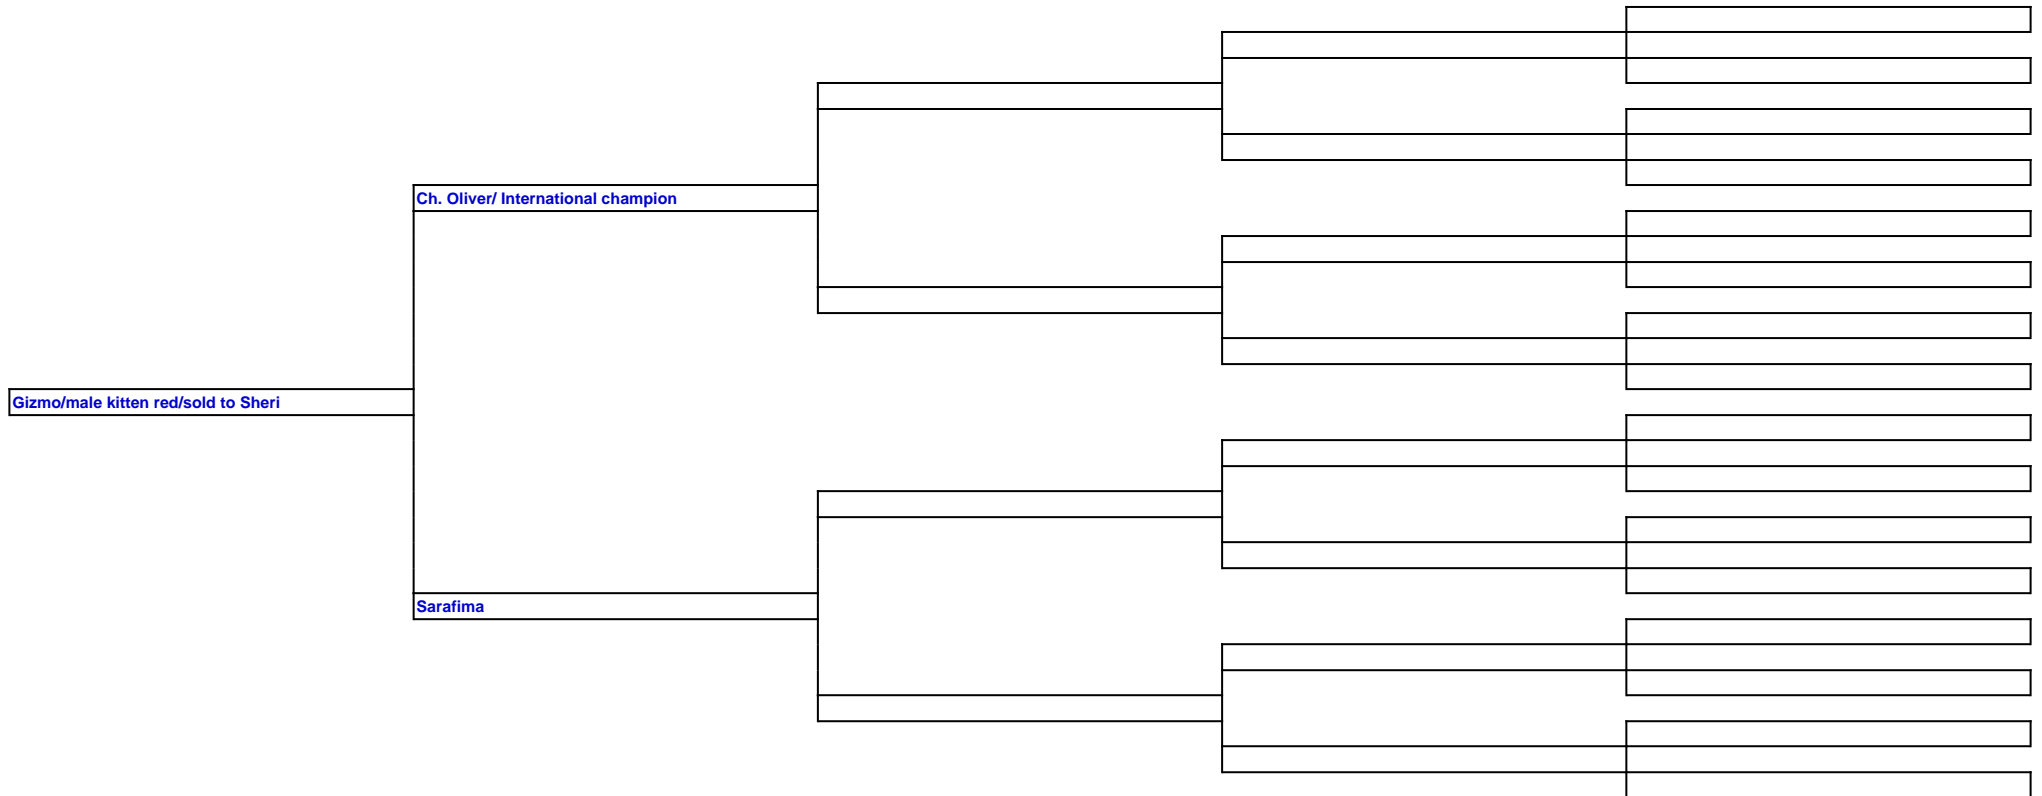 Ch. Oliver/ International champion
Gizmo/male kitten red/sold to Sheri
Sarafima